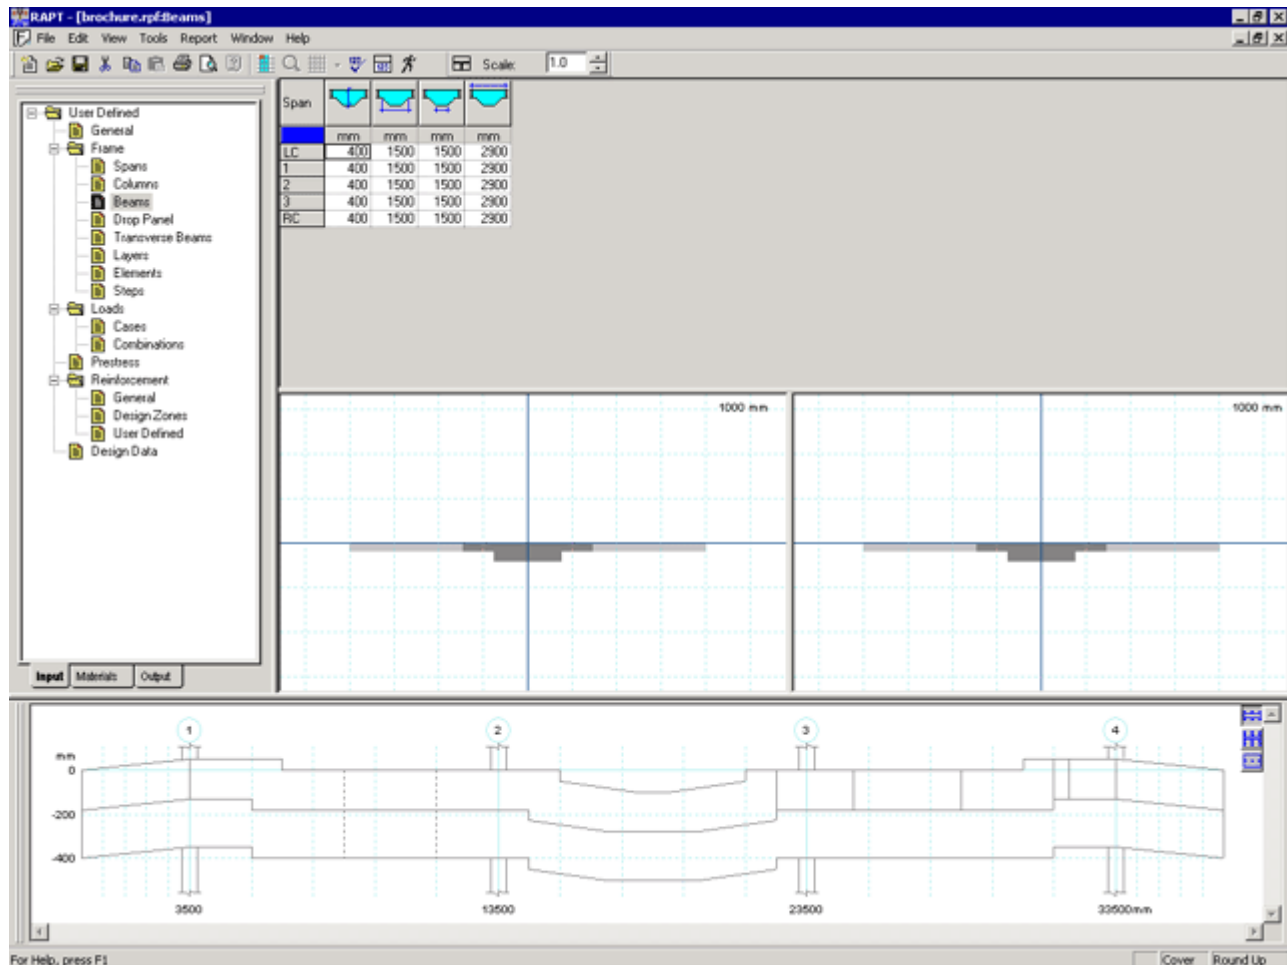 RAPT - [brochure.rpf:Beams]
File Edit View Tools Report Window Help
Scale: 1.0
User Defined
General
Frame
Spans
Columns
Beams
Drop Panel
Transverse Beams
Layers
Elements
Steps
Loads
Cases
Combinations
Prestress
Reinforcement
General
Design Zones
User Defined
Design Data
Input Materials Output
Span
mm mm mm mm
LC 400 1500 1500 2900
1 400 1500 1500 2900
2 400 1500 1500 2900
3 400 1500 1500 2900
RC 400 1500 1500 2900
1000 mm 1000 mm
1 2 3 4
mm
0
-200
-400
3500 13500 23500 33500mm
For Help, press F1 Cover Round Up